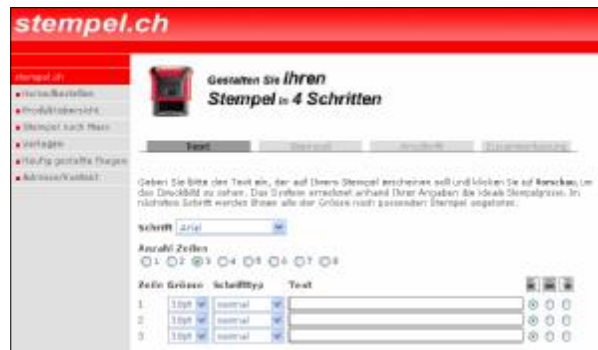 stempel.ch
stempel.ch
Kurse/Bestellen
Produktübersicht
Stempel nach Mass
Vorlagen
Häufig gestellte Fragen
Adresse/Kontakt
Gestalten Sie Ihren
Stempel in 4 Schritten
Text
Stempel
Anschrift
Zusammenfassung
Geben Sie bitte den Text ein, der auf Ihrem Stempel erscheinen soll und klicken Sie auf Vorschau, um
das Druckbild zu sehen. Das System errechnet anhand Ihrer Angaben die ideale Stempelgrösse. Im
nächsten Schritt werden Ihnen alle der Grösse nach passenden Stempel angeboten.
Schrift Arial
Anzahl Zeilen
1 2 3 4 5 6 7 8
Zeile Grösse Schrifttyp Text
1 10pt normal
2 10pt normal
3 10pt normal